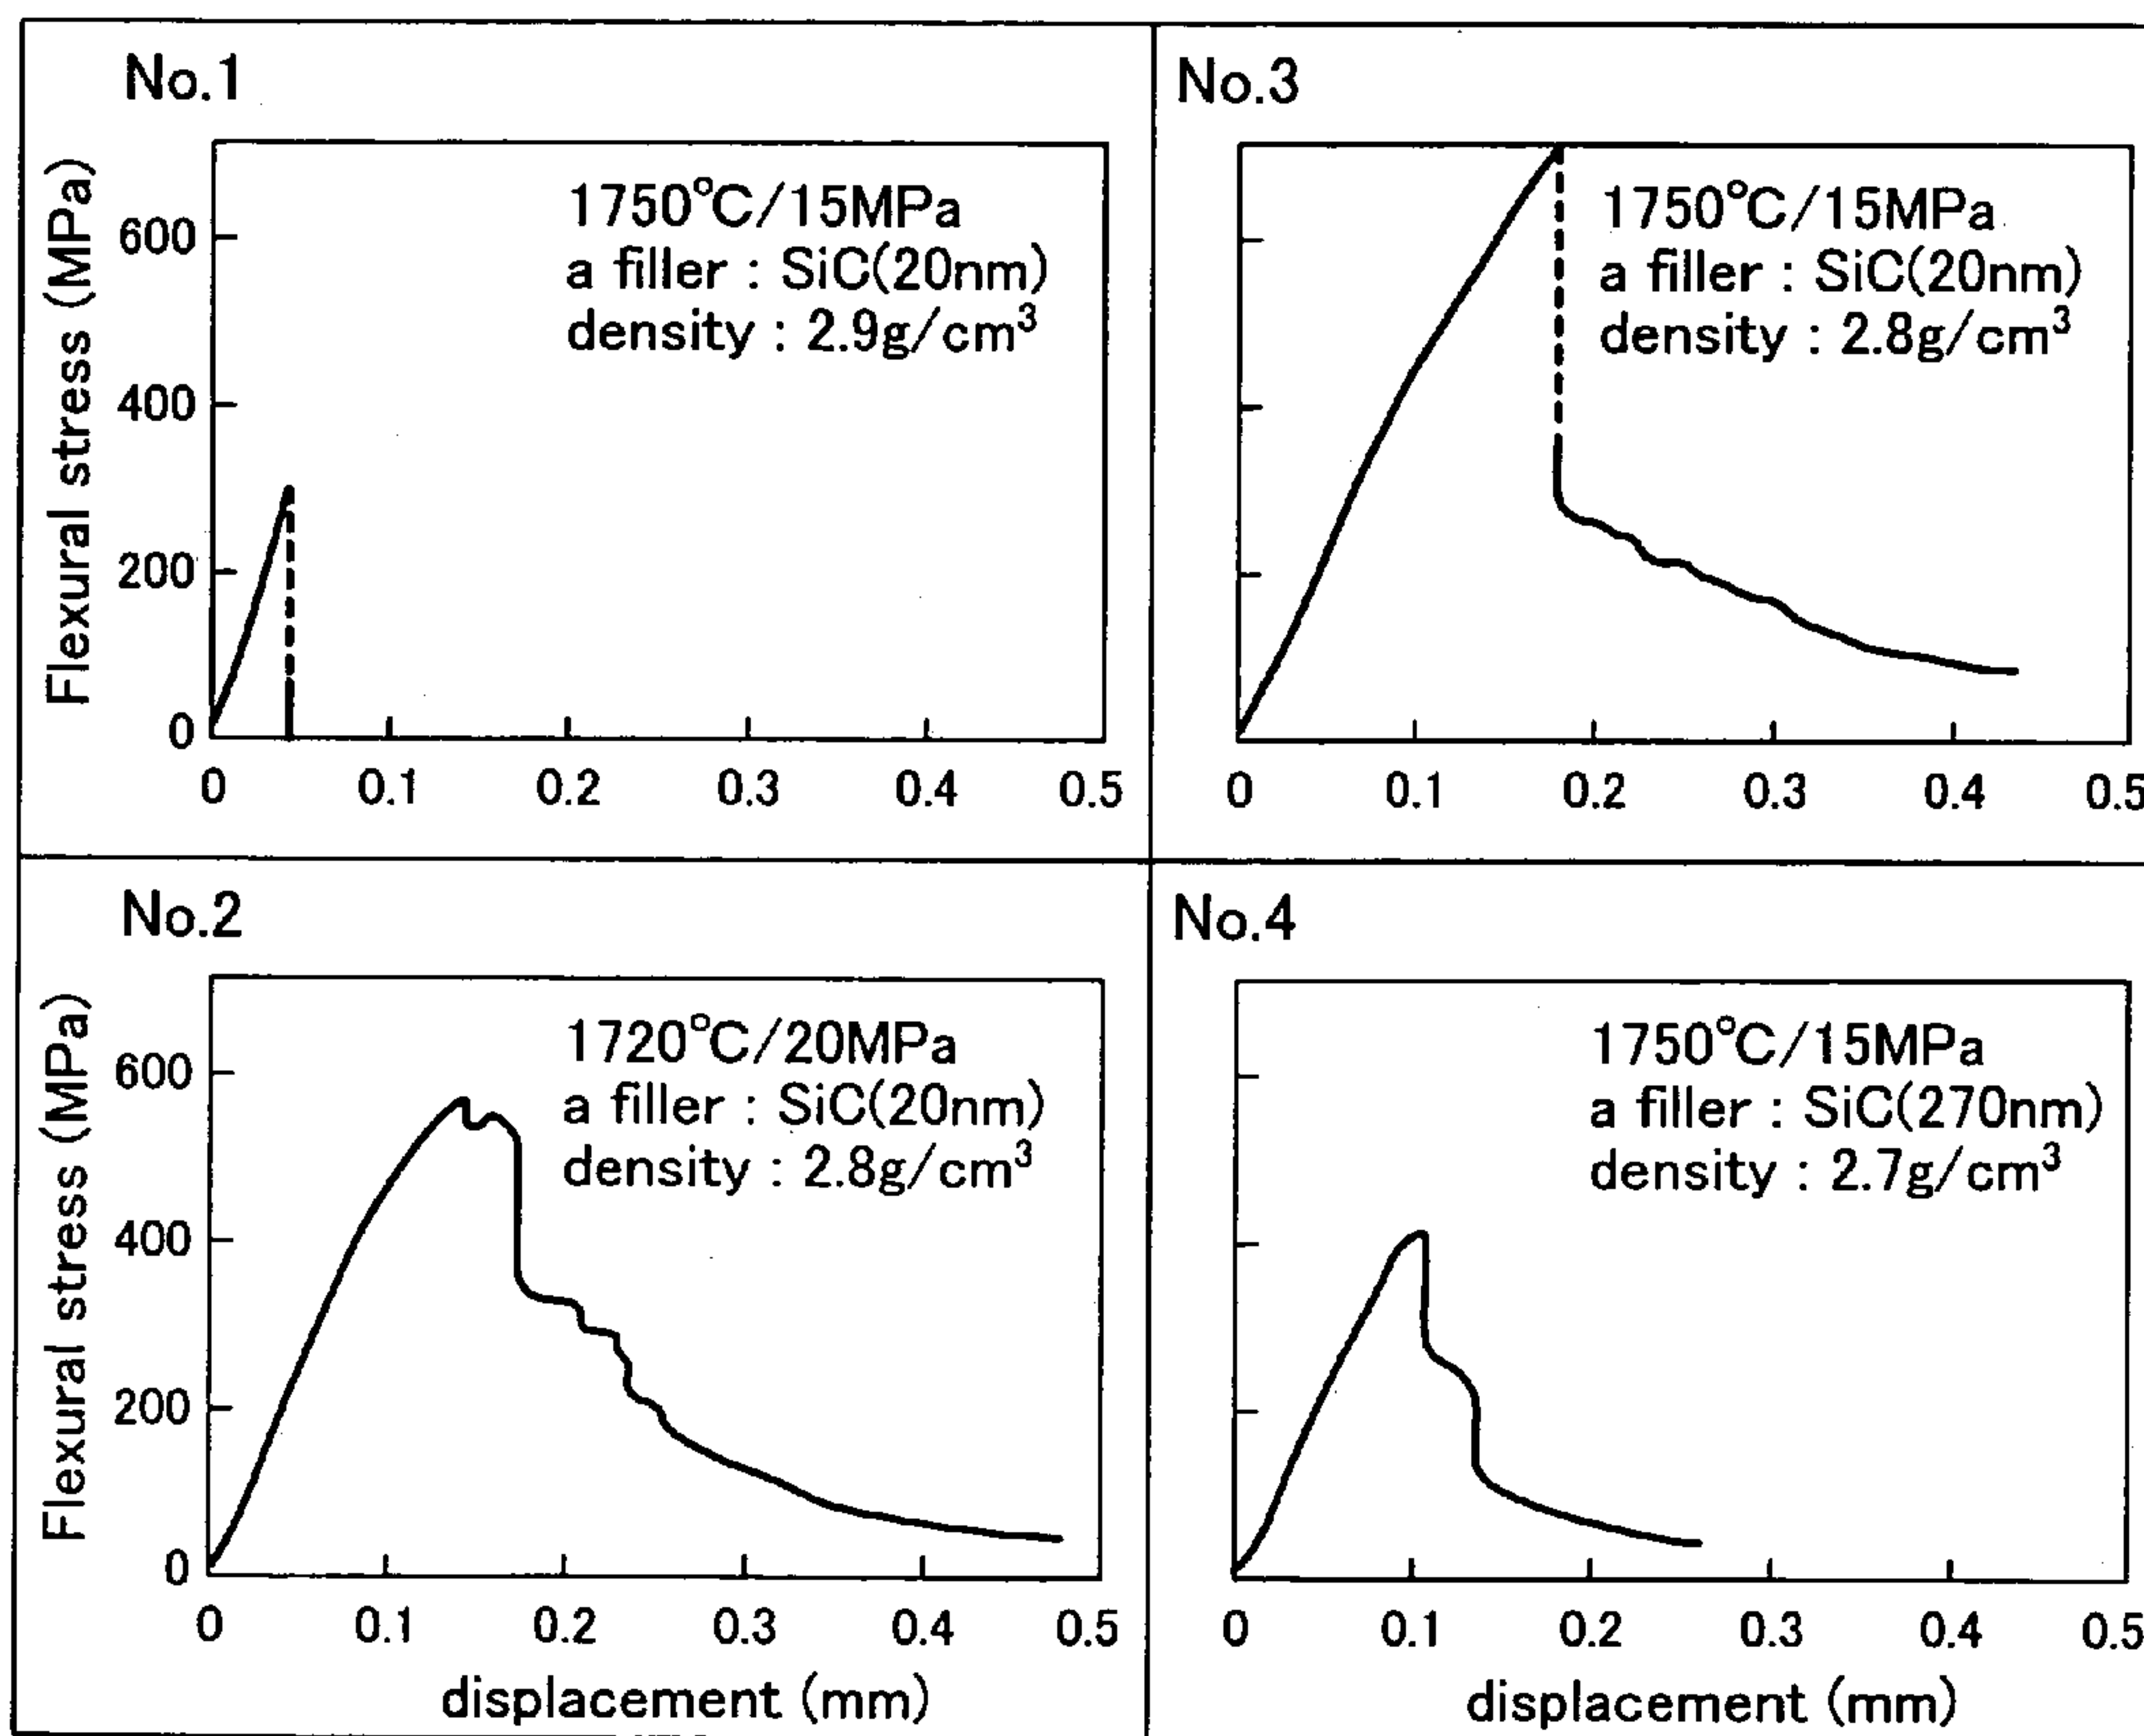 No.1
Flexural stress (MPa)
600
400
200
0
1750°C/15MPa
a filler : SiC(20nm)
density : 2.9g/cm³
0 0.1 0.2 0.3 0.4 0.5
No.3
1750°C/15MPa
a filler : SiC(20nm)
density : 2.8g/cm³
0 0.1 0.2 0.3 0.4 0.5
No.2
Flexural stress (MPa)
600
400
200
0
1720°C/20MPa
a filler : SiC(20nm)
density : 2.8g/cm³
0 0.1 0.2 0.3 0.4 0.5
displacement (mm)
No.4
1750°C/15MPa
a filler : SiC(270nm)
density : 2.7g/cm³
0 0.1 0.2 0.3 0.4 0.5
displacement (mm)